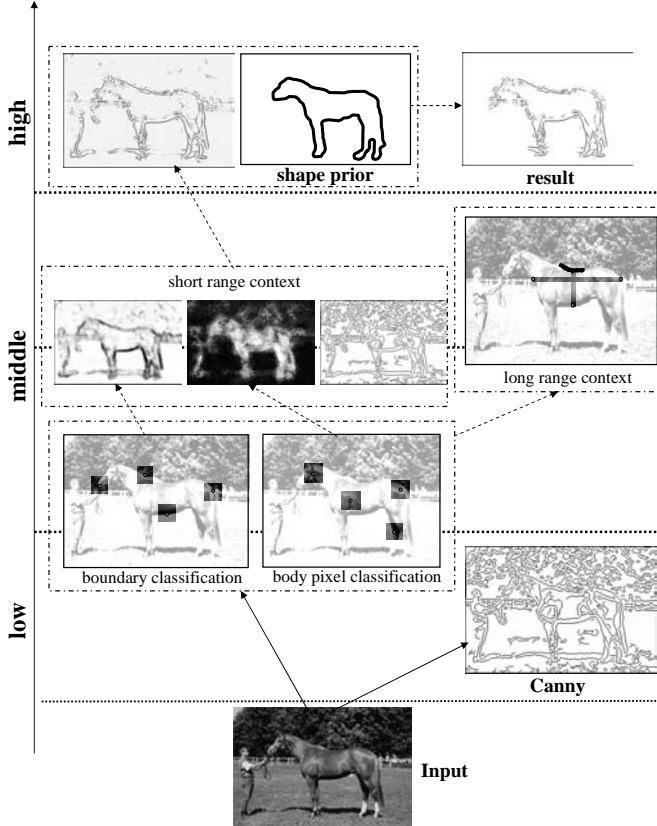 high
shape prior
result
short range context
middle
long range context
boundary classification
body pixel classification
low
Canny
Input